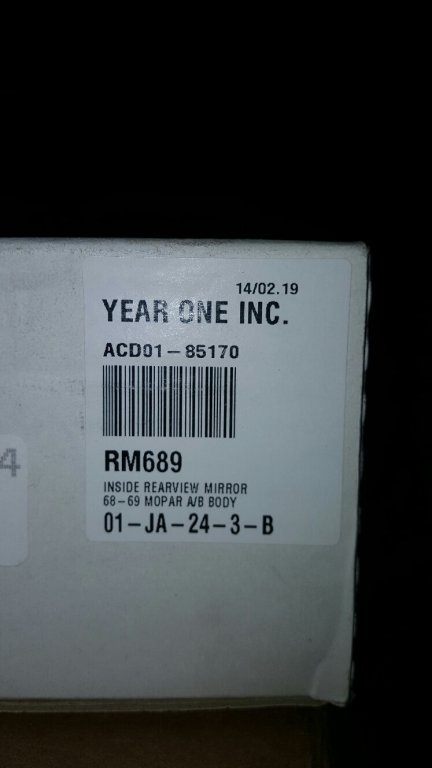 14/02.19
YEAR ONE INC.
ACD01-85170
RM689
INSIDE REARVIEW MIRROR
68-69 MOPAR A/B BODY
01-JA-24-3-B
4